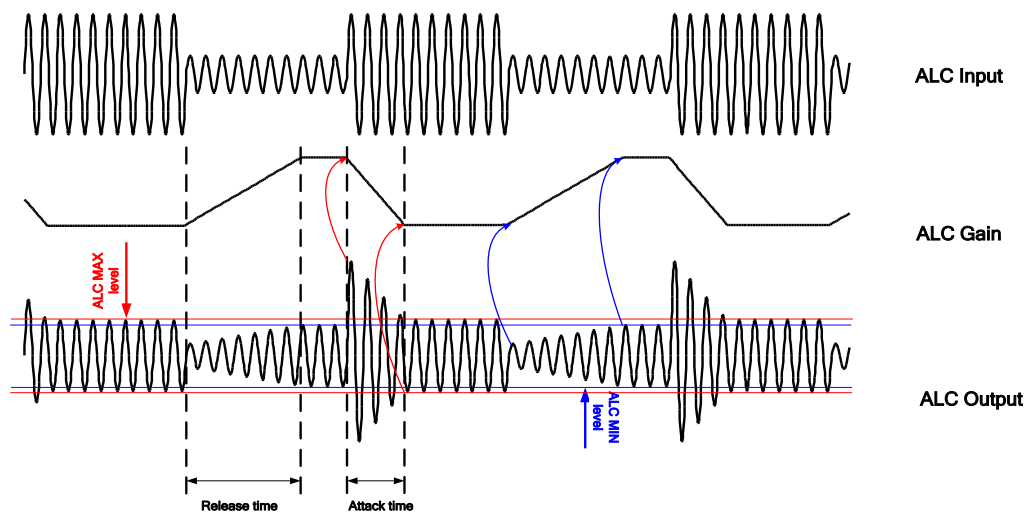 ALC Input
ALC Gain
ALC MAX
level
ALC MIN
level
ALC Output
Release time
Attack time